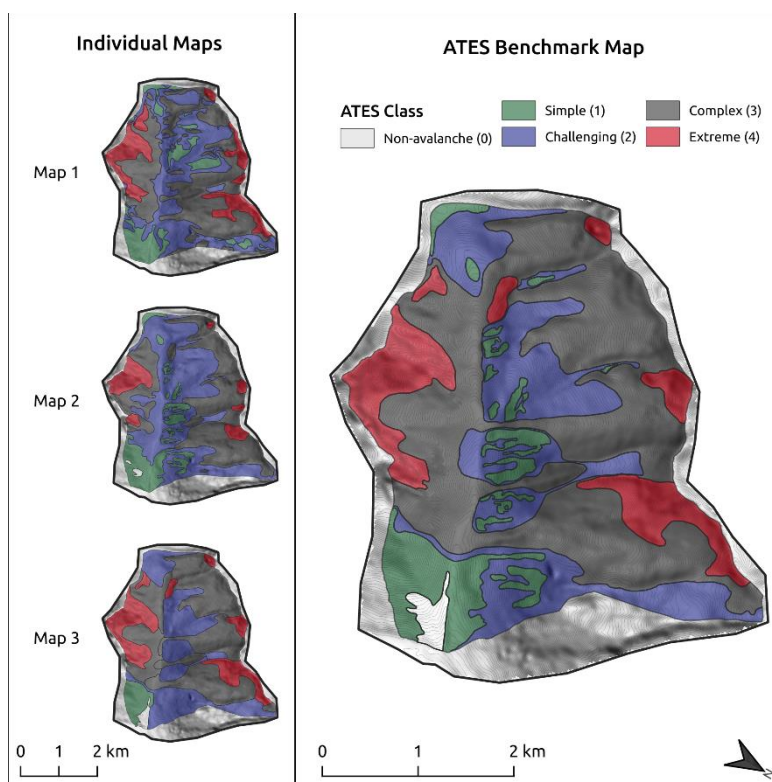 Individual Maps
Map 1
Map 2
Map 3
0 1 2 km
ATES Benchmark Map
ATES Class
Non-avalanche (0)
Simple (1)
Challenging (2)
Complex (3)
Extreme (4)
0 1 2 km